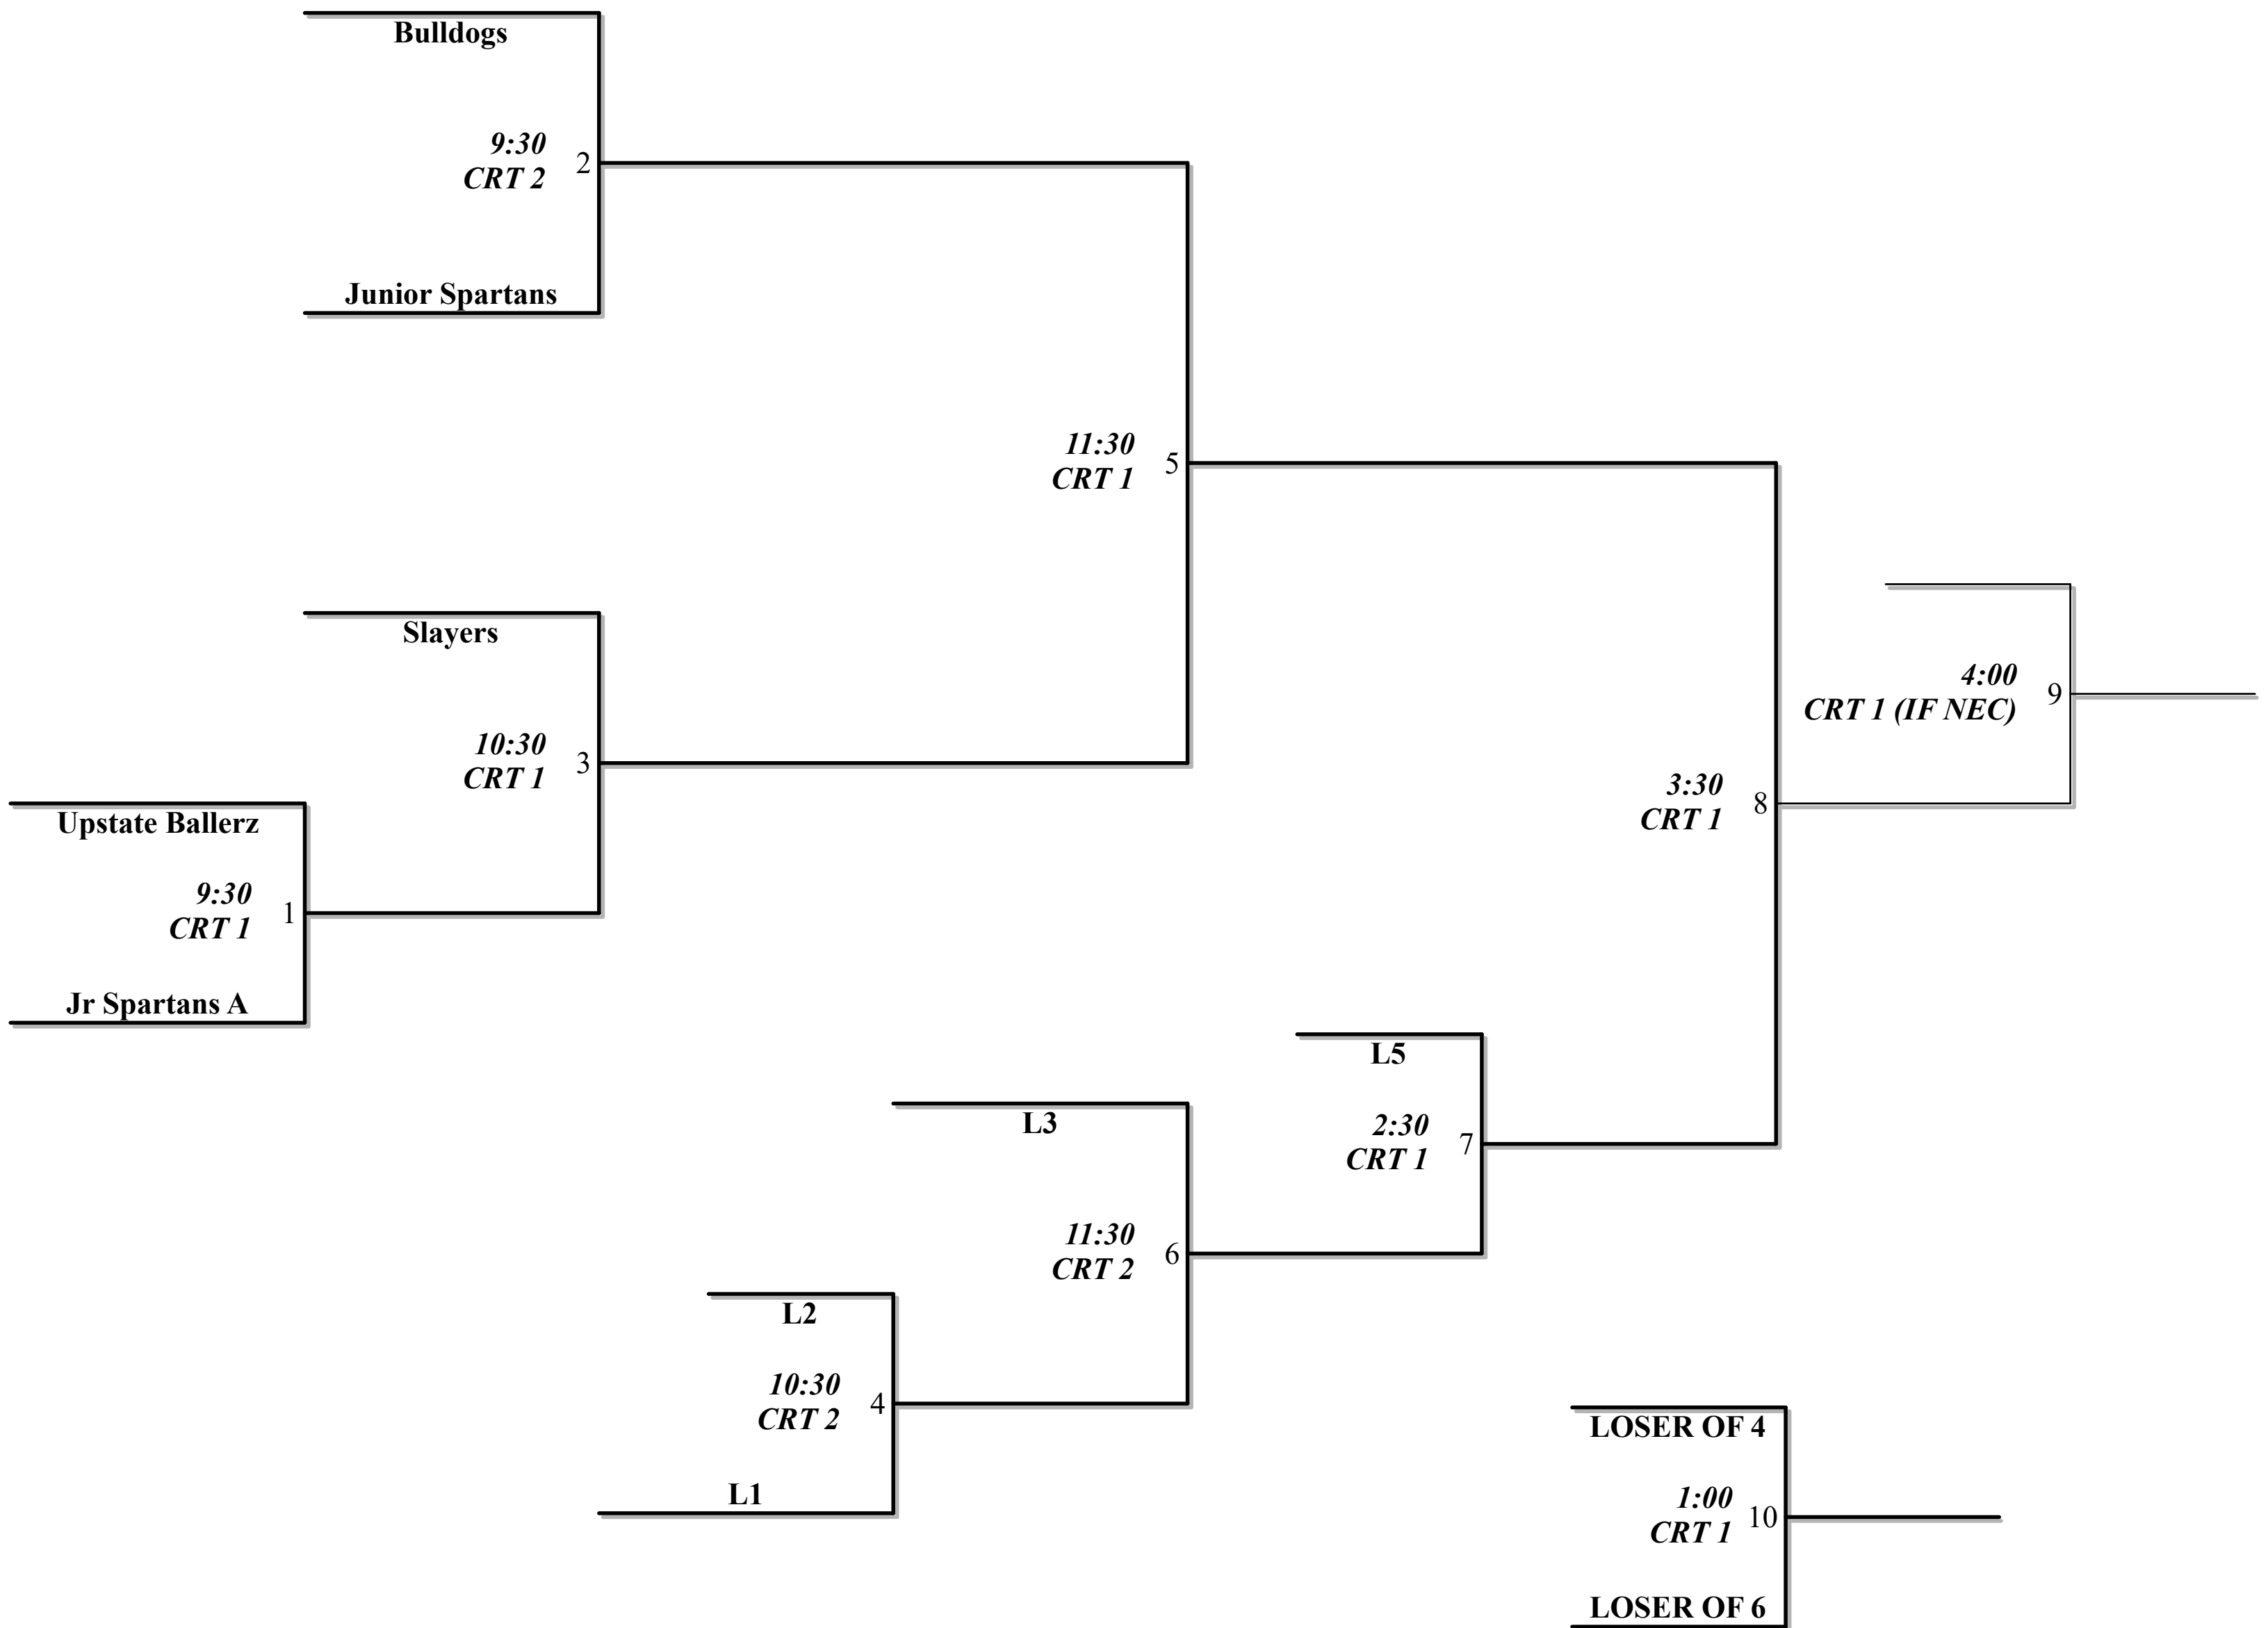 Bulldogs
9:30
CRT 2
2
Junior Spartans
11:30
CRT 1
5
Slayers
10:30
CRT 1
3
4:00
CRT 1 (IF NEC)
9
3:30
CRT 1
8
Upstate Ballerz
9:30
CRT 1
1
Jr Spartans A
L5
2:30
CRT 1
7
L3
11:30
CRT 2
6
L2
10:30
CRT 2
4
L1
LOSER OF 4
1:00
CRT 1
10
LOSER OF 6